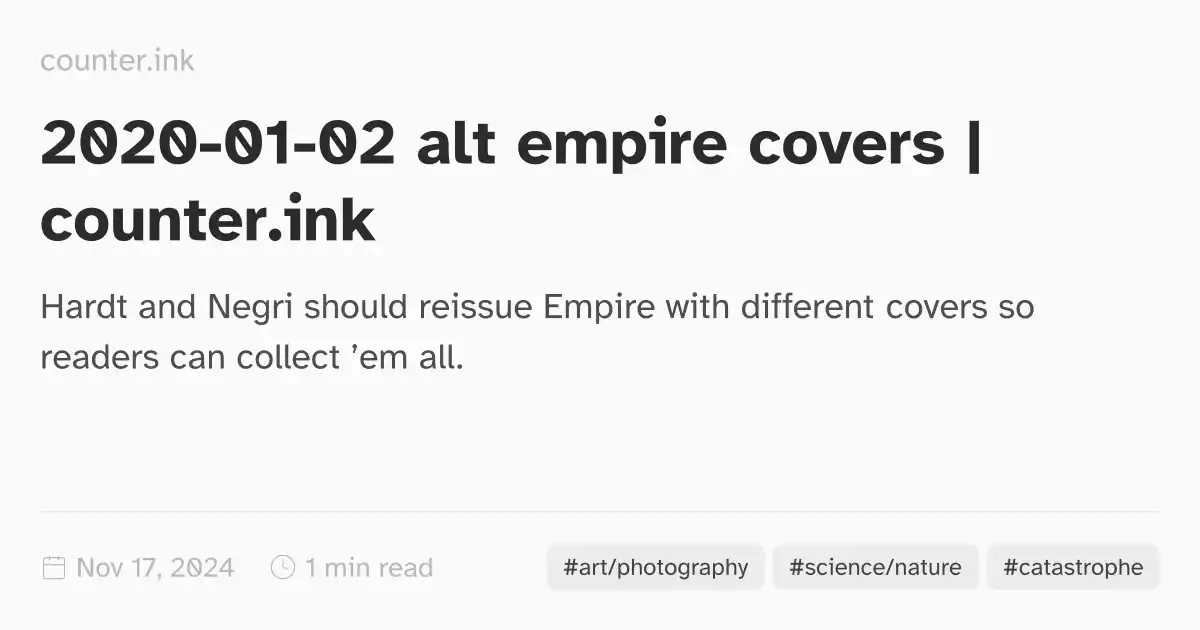 counter.ink
2020-01-02 alt empire covers |
counter.ink
Hardt and Negri should reissue Empire with different covers so
readers can collect ’em all.
Nov 17, 2024 1 min read #art/photography #science/nature #catastrophe